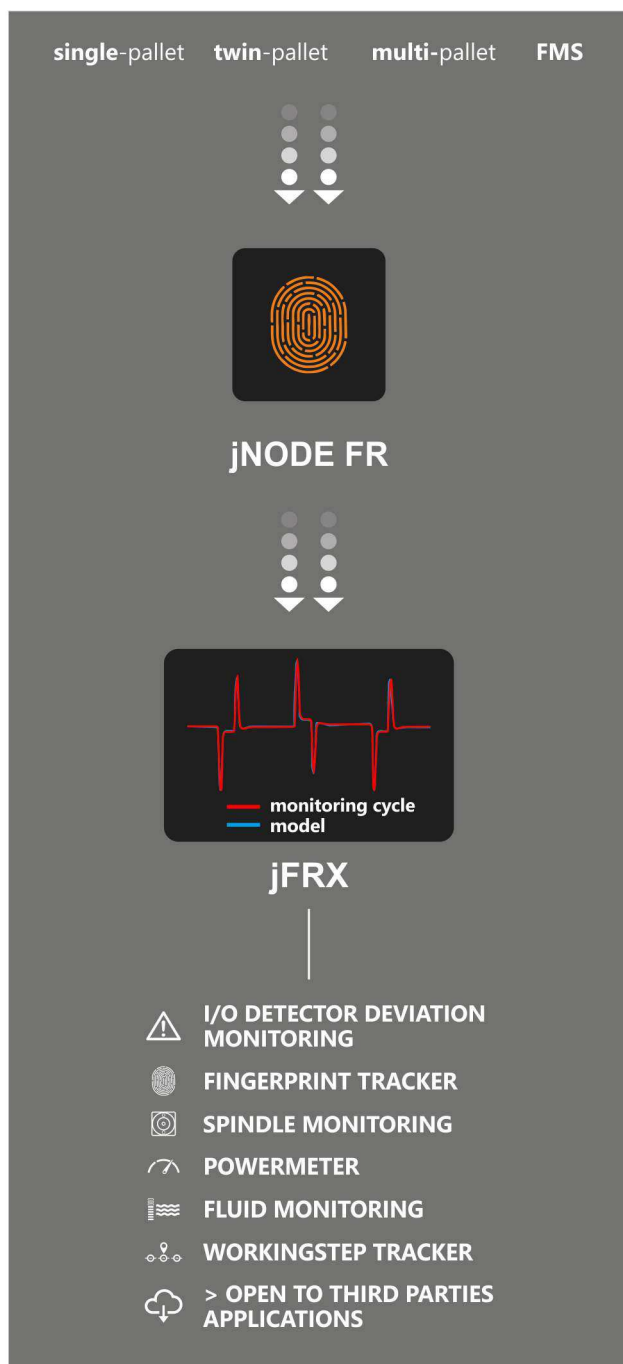 single-pallet twin-pallet multi-pallet FMS
jNODE FR
monitoring cycle
model
jFRX
I/O DETECTOR DEVIATION
MONITORING
FINGERPRINT TRACKER
SPINDLE MONITORING
POWERMETER
FLUID MONITORING
WORKINGSTEP TRACKER
> OPEN TO THIRD PARTIES
APPLICATIONS